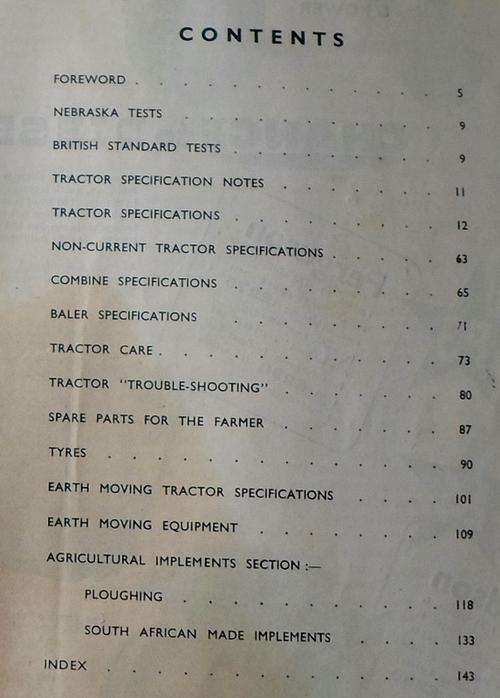 CONTENTS
FOREWORD . . . . . . . . . . 5
NEBRASKA TESTS . . . . . . . . 9
BRITISH STANDARD TESTS . . . . . . 9
TRACTOR SPECIFICATION NOTES . . . . . 11
TRACTOR SPECIFICATIONS . . . . . . 12
NON-CURRENT TRACTOR SPECIFICATIONS . . . . 63
COMBINE SPECIFICATIONS . . . . . . 65
BALER SPECIFICATIONS . . . . . . 71
TRACTOR CARE . . . . . . . . . 73
TRACTOR "TROUBLE-SHOOTING" . . . . . 80
SPARE PARTS FOR THE FARMER . . . . . 87
TYRES . . . . . . . . . . 90
EARTH MOVING TRACTOR SPECIFICATIONS . . . 101
EARTH MOVING EQUIPMENT . . . . . . 109
AGRICULTURAL IMPLEMENTS SECTION :—
PLOUGHING . . . . . . . . 118
SOUTH AFRICAN MADE IMPLEMENTS . . . 133
INDEX . . . . . . . . . . 143